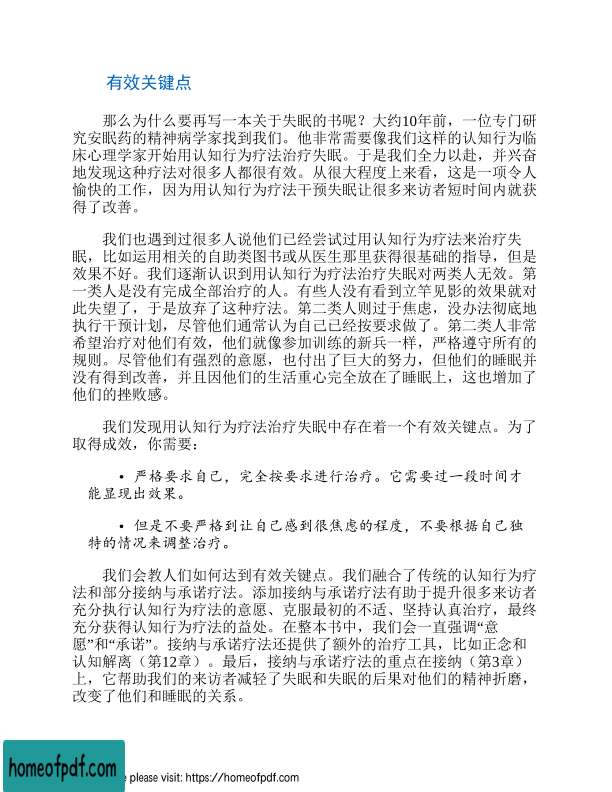 有效关键点
那么为什么要再写一本关于失眠的书呢？大约10年前，一位专门研
究安眠药的精神病学家找到我们。他非常需要像我们这样的认知行为临
床心理学家开始用认知行为疗法治疗失眠。于是我们全力以赴，并兴奋
地发现这种疗法对很多人都很有效。从很大程度上来看，这是一项令人
愉快的工作，因为用认知行为疗法干预失眠让很多来访者短时间内就获
得了改善。
我们也遇到过很多人说他们已经尝试过用认知行为疗法来治疗失
眠，比如运用相关的自助类图书或从医生那里获得很基础的指导，但是
效果不好。我们逐渐认识到用认知行为疗法治疗失眠对两类人无效。第
一类人是没有完成全部治疗的人。有些人没有看到立竿见影的效果就对
此失望了，于是放弃了这种疗法。第二类人则过于焦虑，没办法彻底地
执行干预计划，尽管他们通常认为自己已经按要求做了。第二类人非常
希望治疗对他们有效，他们就像参加训练的新兵一样，严格遵守所有的
规则。尽管他们有强烈的意愿，也付出了巨大的努力，但他们的睡眠并
没有得到改善，并且因他们的生活重心完全放在了睡眠上，这也增加了
他们的挫败感。
我们发现用认知行为疗法治疗失眠中存在着一个有效关键点。为了
取得成效，你需要：
• 严格要求自己，完全按要求进行治疗。它需要过一段时间才
能显现出效果。
• 但是不要严格到让自己感到很焦虑的程度，不要根据自己独
特的情况来调整治疗。
我们会教人们如何达到有效关键点。我们融合了传统的认知行为疗
法和部分接纳与承诺疗法。添加接纳与承诺疗法有助于提升很多来访者
充分执行认知行为疗法的意愿、克服最初的不适、坚持认真治疗，最终
充分获得认知行为疗法的益处。在整本书中，我们会一直强调“意
愿”和“承诺”。接纳与承诺疗法还提供了额外的治疗工具，比如正念和
认知解离（第12章）。最后，接纳与承诺疗法的重点在接纳（第3章）
上，它帮助我们的来访者减轻了失眠和失眠的后果对他们的精神折磨，
改变了他们和睡眠的关系。
homeofpdf.com
please visit: https://homeofpdf.com